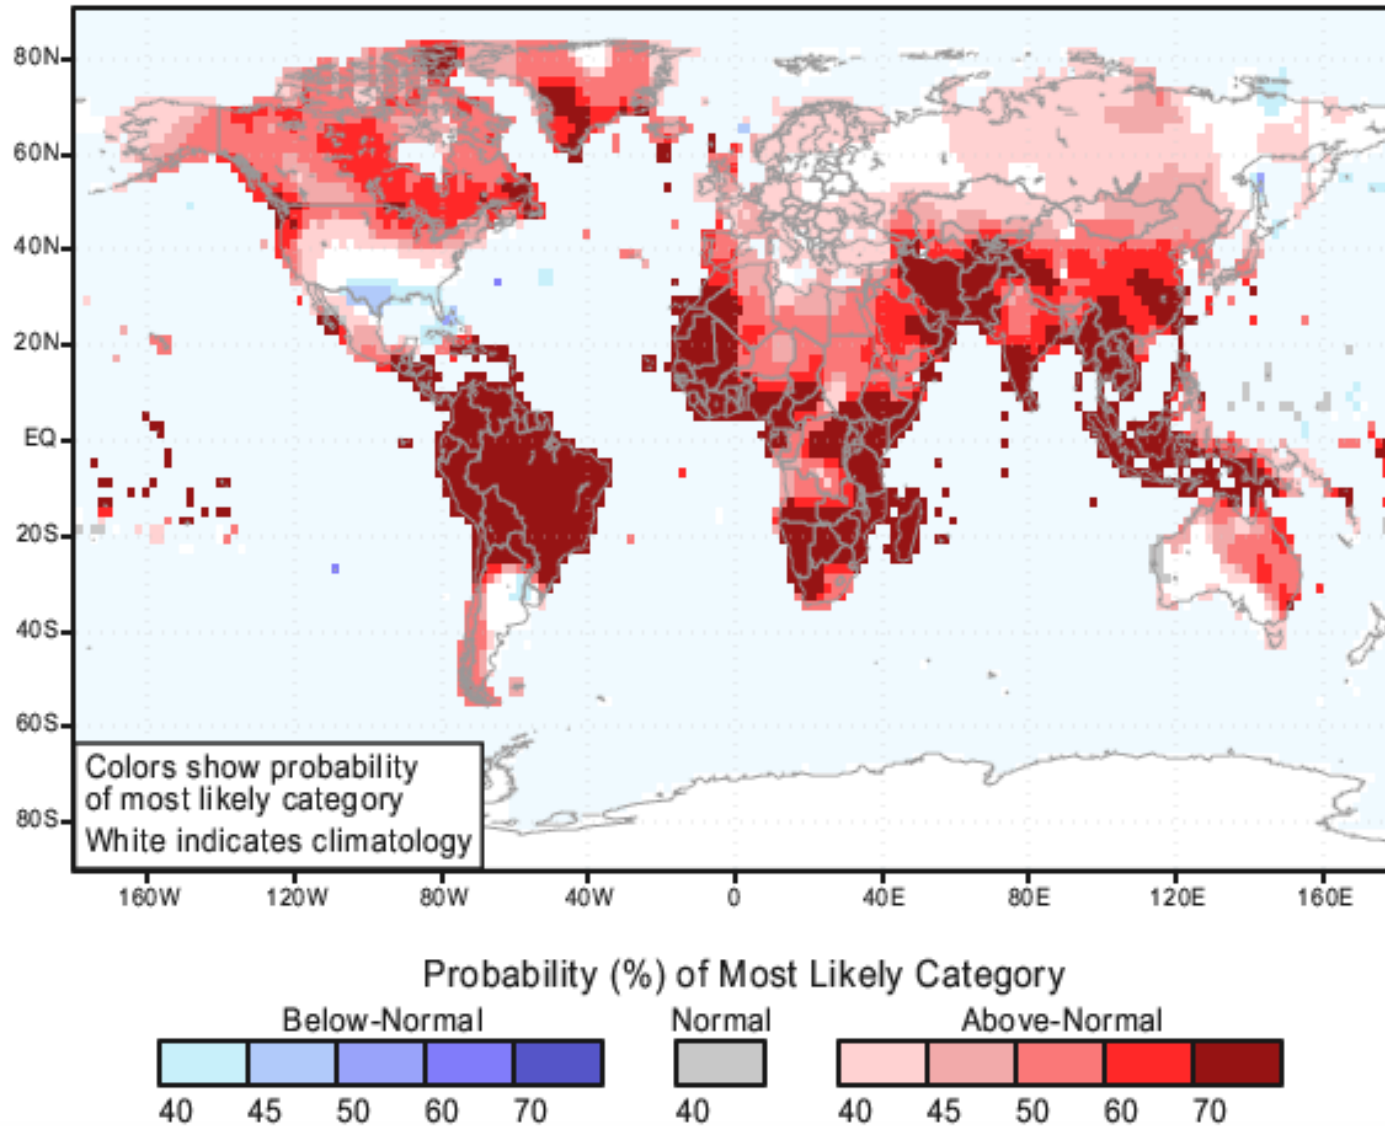 80N
60N
40N
20N
EQ
20S
40S
60S
80S
Colors show probability
of most likely category
White indicates climatology
160W 120W 80W 40W 0 40E 80E 120E 160E
Probability (%) of Most Likely Category
Below-Normal Normal Above-Normal
40 45 50 60 70 40 40 45 50 60 70